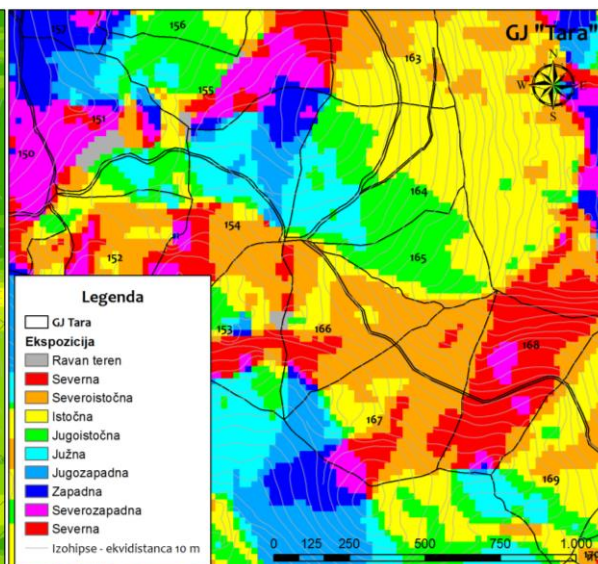 GJ "Tara"
N
W E
S
157
156
163
155
151
150
164
154
152
165
153
166
168
167
169
Legenda
GJ Tara
Ekspozicija
Ravan teren
Severna
Severoistočna
Istočna
Jugoistočna
Južna
Jugozapadna
Zapadna
Severozapadna
Severna
Izohipse - ekvidistanca 10 m
0 125 250 500 750 1.000